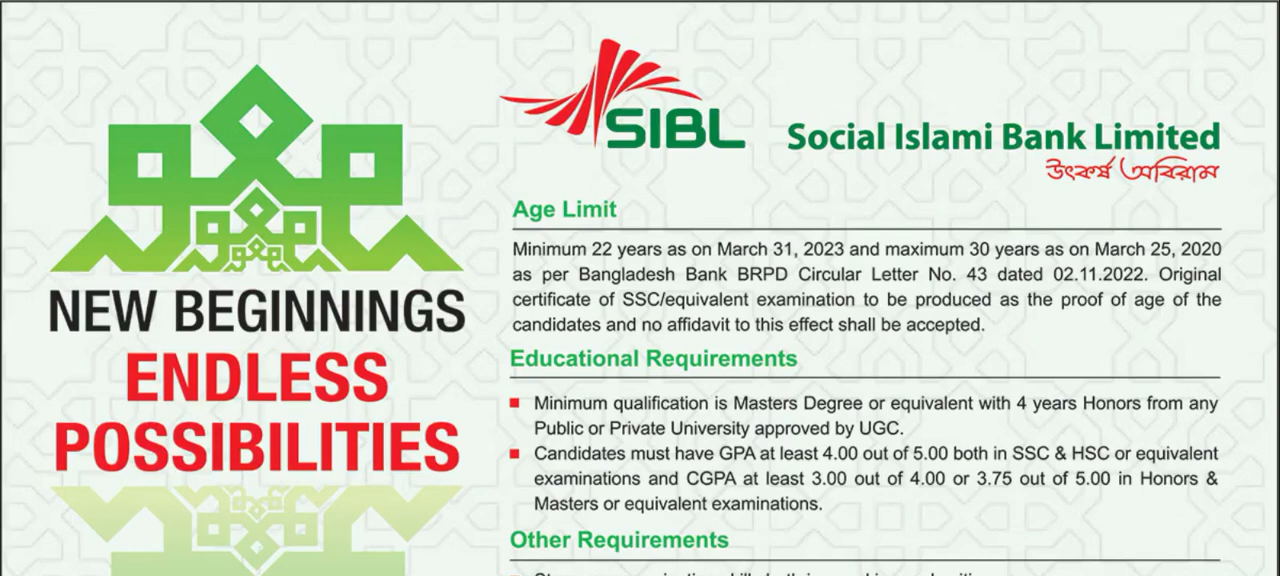 NEW BEGINNINGS
ENDLESS
POSSIBILITIES
SIBL
Social Islami Bank Limited
উৎকর্ষ অবিরাম
Age Limit
Minimum 22 years as on March 31, 2023 and maximum 30 years as on March 25, 2020
as per Bangladesh Bank BRPD Circular Letter No. 43 dated 02.11.2022. Original
certificate of SSC/equivalent examination to be produced as the proof of age of the
candidates and no affidavit to this effect shall be accepted.
Educational Requirements
Minimum qualification is Masters Degree or equivalent with 4 years Honors from any
Public or Private University approved by UGC.
Candidates must have GPA at least 4.00 out of 5.00 both in SSC & HSC or equivalent
examinations and CGPA at least 3.00 out of 4.00 or 3.75 out of 5.00 in Honors &
Masters or equivalent examinations.
Other Requirements